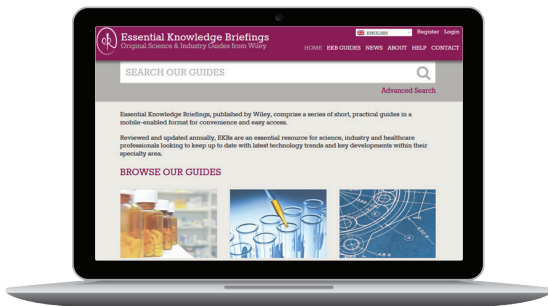 Essential Knowledge Briefings
Original Science & Industry Guides from Wiley
ENGLISH
Register Login
HOME EKB GUIDES NEWS ABOUT HELP CONTACT
SEARCH OUR GUIDES
Advanced Search
Essential Knowledge Briefings, published by Wiley, comprise a series of short, practical guides in a
mobile-enabled format for convenience and easy access.
Reviewed and updated annually, EKBs are an essential resource for science, industry and healthcare
professionals looking to keep up to date with latest technology trends and key developments within their
specialty area.
BROWSE OUR GUIDES